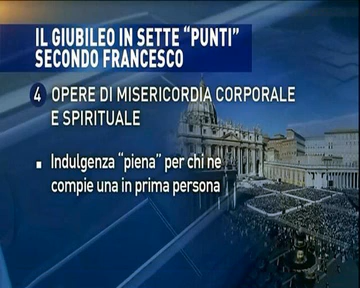 IL GIUBILEO IN SETTE “PUNTI”
SECONDO FRANCESCO
4 OPERE DI MISERICORDIA CORPORALE
E SPIRITUALE
Indulgenza “piena” per chi ne
compie una in prima persona